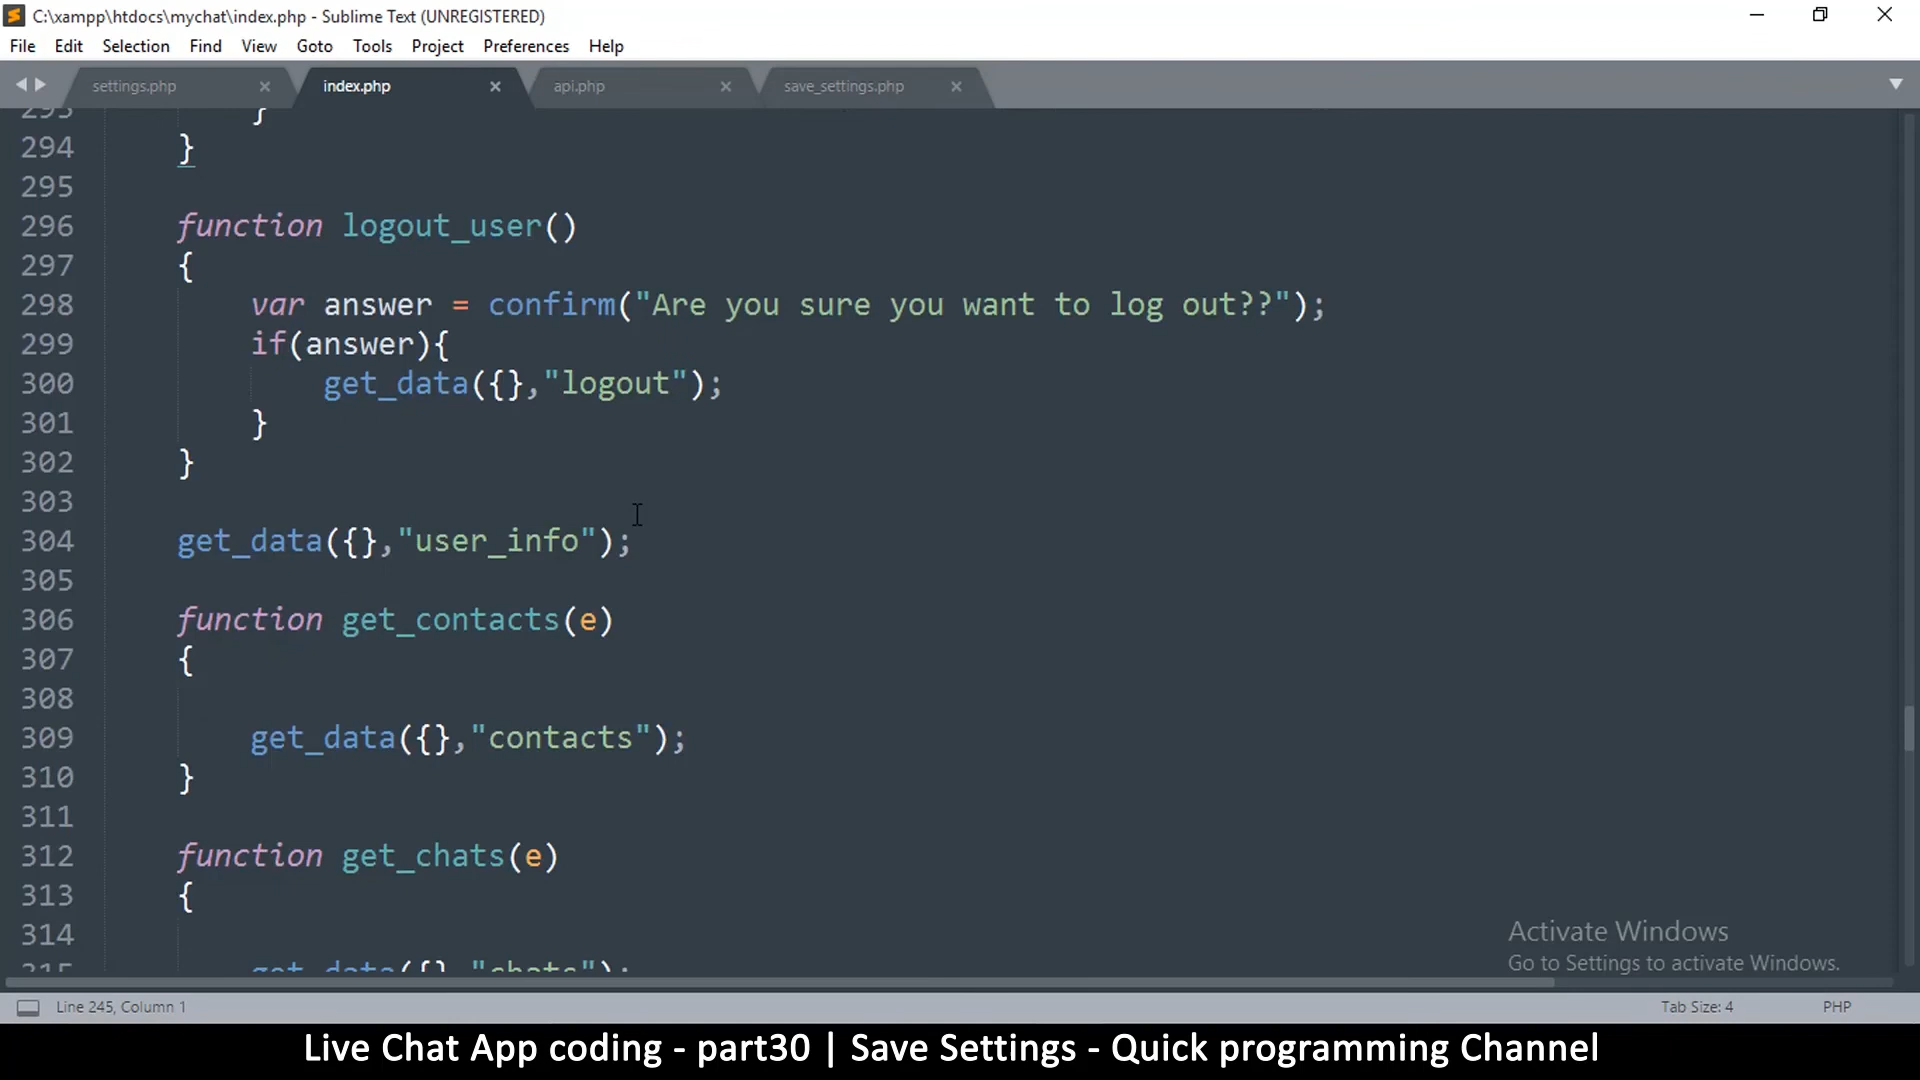 C:\xampp\htdocs\mychat\index.php - Sublime Text (UNREGISTERED)
File Edit Selection Find View Goto Tools Project Preferences Help
settings.php index.php api.php save_settings.php
293 }
294 }
295
296 function logout_user()
297 {
298 var answer = confirm("Are you sure you want to log out??");
299 if(answer){
300 get_data({},"logout");
301 }
302 }
303
304 get_data({},"user_info");
305
306 function get_contacts(e)
307 {
308
309 get_data({},"contacts");
310 }
311
312 function get_chats(e)
313 {
314
315 get_data({},"chats");
Activate Windows
Go to Settings to activate Windows.
Line 245, Column 1 Tab Size: 4 PHP
Live Chat App coding - part30 | Save Settings - Quick programming Channel